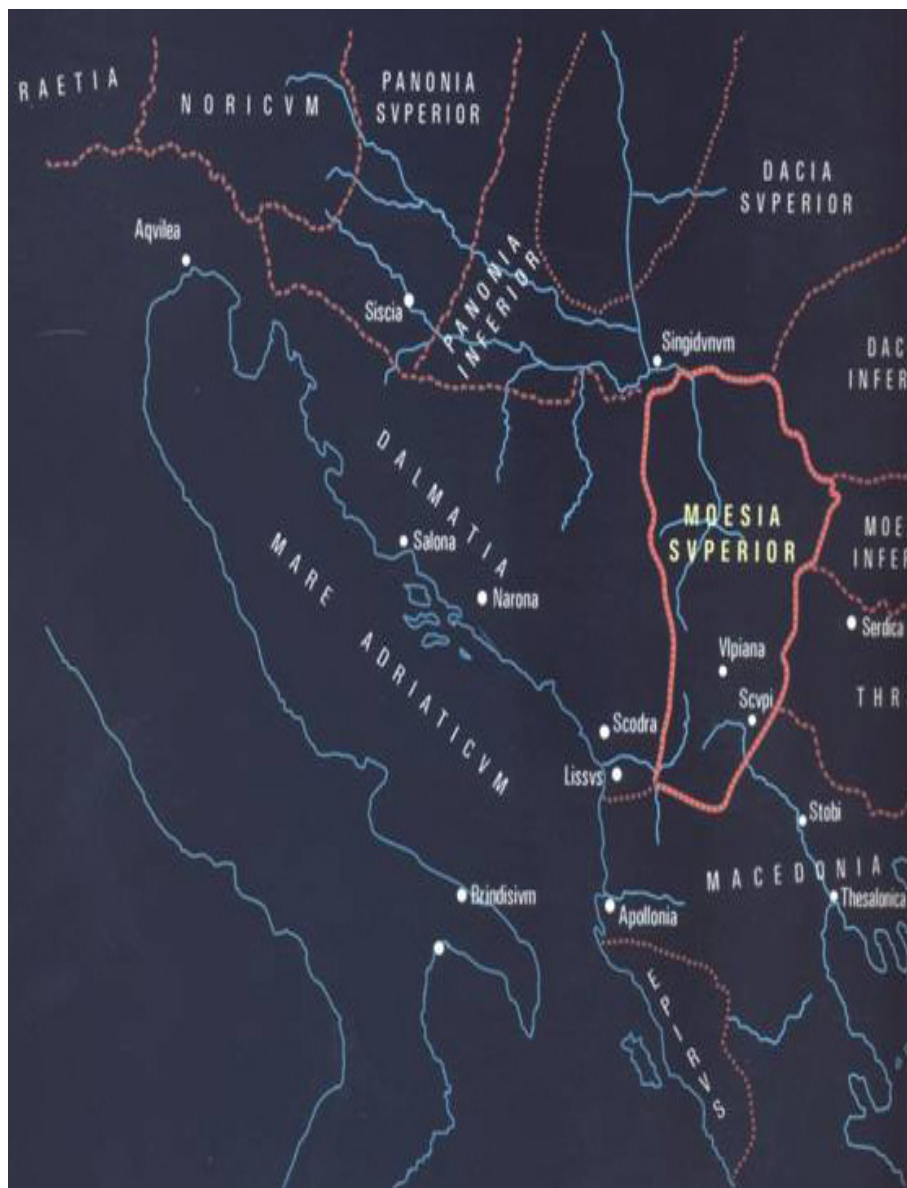 RAETIA
NORICVM
PANONIA
SVPERIOR
DACIA
SVPERIOR
Aqvilea
Siscia
PANONIA
INFERIOR
Singidvnvm
DAC
INFER
DALMATIA
MOESIA
SVPERIOR
MOE
INFER
Salona
MARE ADRIATICVM
Narona
Serdica
Vlpiana
THR
Scvpi
Scodra
Lissvs
Stobi
MACEDONIA
Brindisivm
Apollonia
Thesalonica
EPIRVS